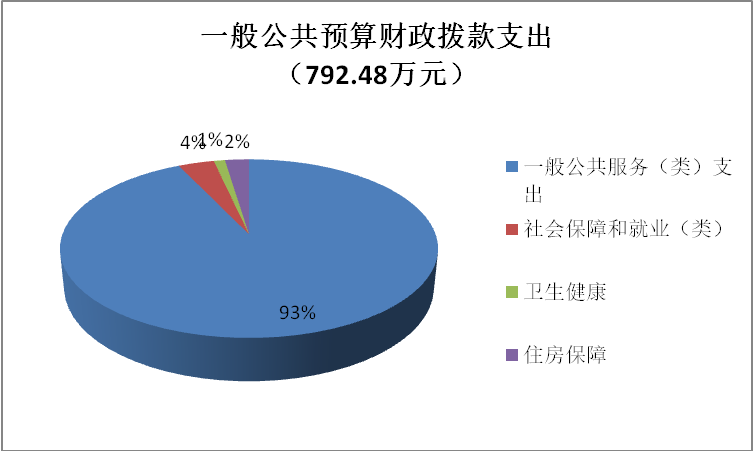 一般公共预算财政拨款支出
（792.48万元）
4%
1%
2%
93%
一般公共服务（类）支
出
社会保障和就业（类）
卫生健康
住房保障